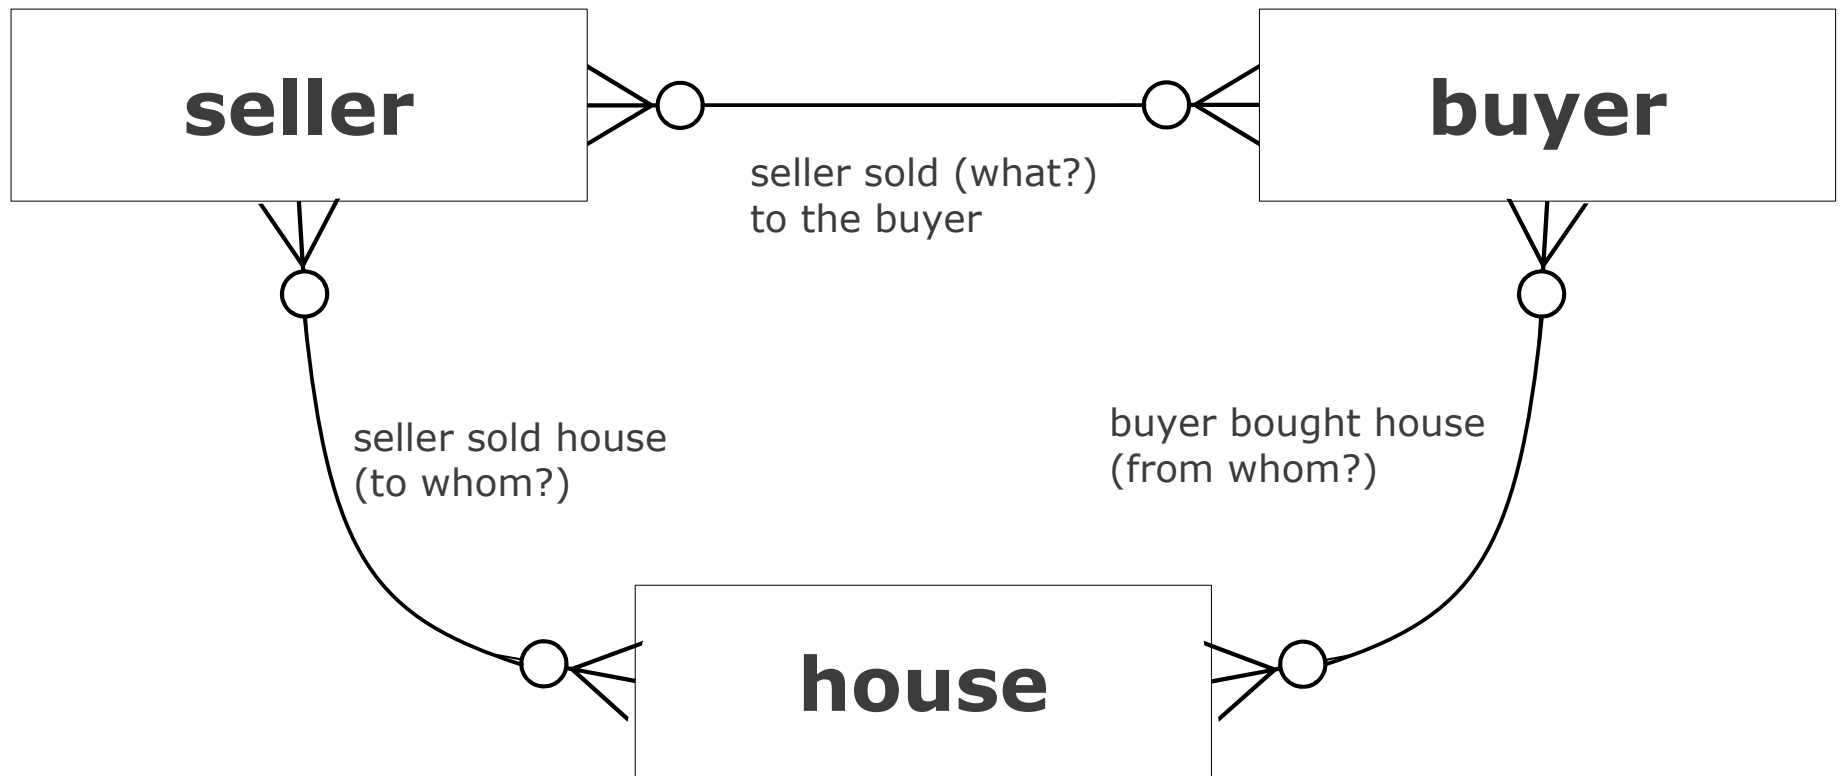 seller
buyer
seller sold (what?)
to the buyer
seller sold house
(to whom?)
buyer bought house
(from whom?)
house